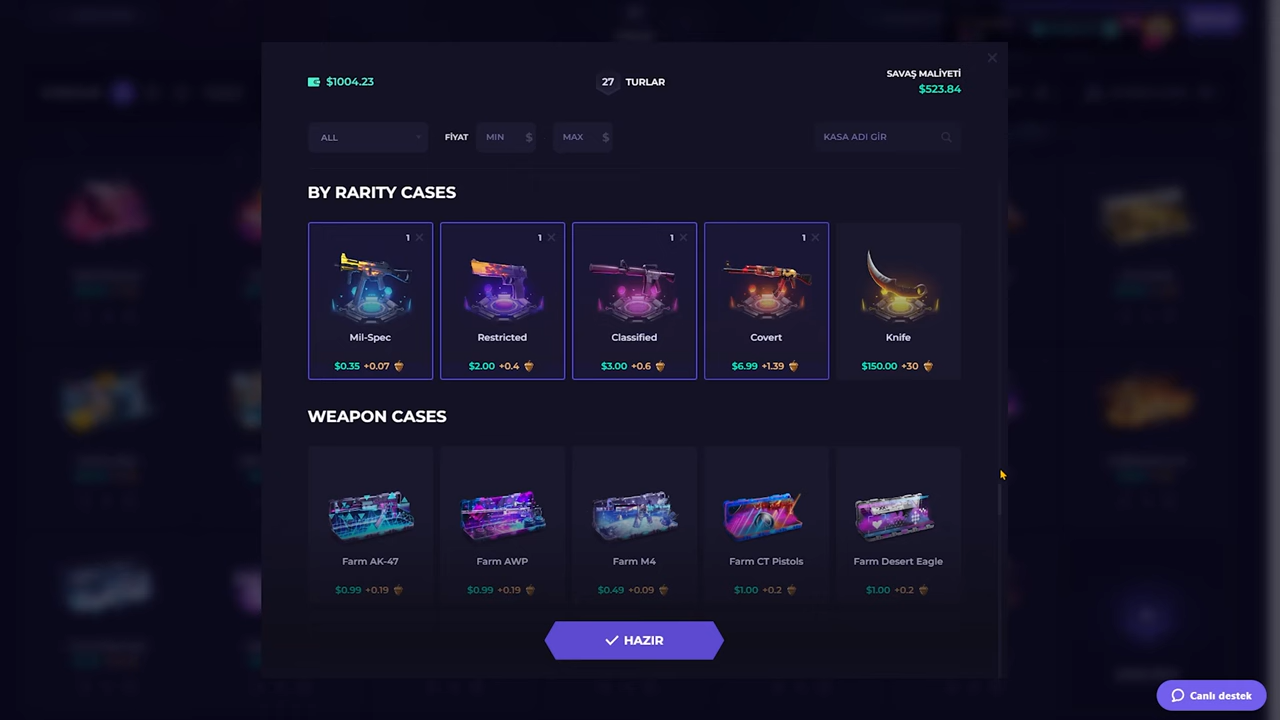 $1004.23
27 TURLAR
SAVAŞ MALİYETİ
$523.84
ALL
FİYAT MIN $ MAX $
KASA ADI GİR
BY RARITY CASES
1 1 1 1
Mil-Spec Restricted Classified Covert Knife
$0.35 +0.07 $2.00 +0.4 $3.00 +0.6 $6.99 +1.39 $150.00 +30
WEAPON CASES
Farm AK-47 Farm AWP Farm M4 Farm CT Pistols Farm Desert Eagle
$0.99 +0.19 $0.99 +0.19 $0.49 +0.09 $1.00 +0.2 $1.00 +0.2
HAZIR
Canlı destek